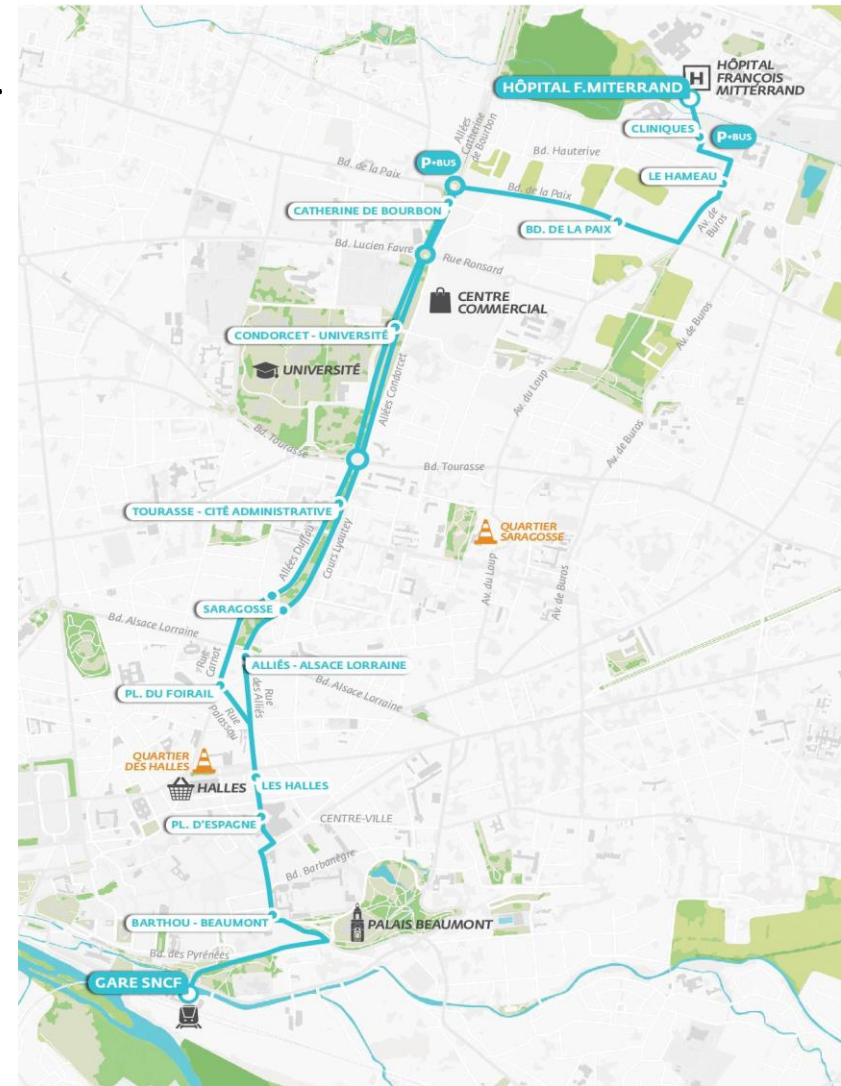 HÔPITAL
FRANÇOIS
MITTERRAND
H
HÔPITAL F.MITERRAND
CLINIQUES
P+BUS
Allées
Catherine
de Bourbon
Bd. Hauterive
P+BUS
Bd. de la Paix
Bd. de la Paix
LE HAMEAU
CATHERINE DE BOURBON
BD. DE LA PAIX
Av. de
Buros
Bd. Lucien Favre
Rue Ronsard
CENTRE
COMMERCIAL
CONDORCET - UNIVERSITÉ
UNIVERSITÉ
Allées Condorcet
Av. du Loup
Av. de Buros
Bd. Tourasse
Bd. Tourasse
Av. de Buros
TOURASSE - CITÉ ADMINISTRATIVE
QUARTIER
SARAGOSSE
Allées Duffau
Cours Lyautey
Av. du Loup
Av. de Buros
SARAGOSSE
Bd. Alsace Lorraine
ALLIÉS - ALSACE LORRAINE
Rue
Carnot
Rue
des Alliés
Bd. Alsace Lorraine
PL. DU FOIRAIL
Rue
Palassou
QUARTIER
DES HALLES
HALLES
LES HALLES
PL. D'ESPAGNE
CENTRE-VILLE
Bd. Barbanègre
BARTHOU - BEAUMONT
PALAIS BEAUMONT
Bd. des Pyrénées
GARE SNCF